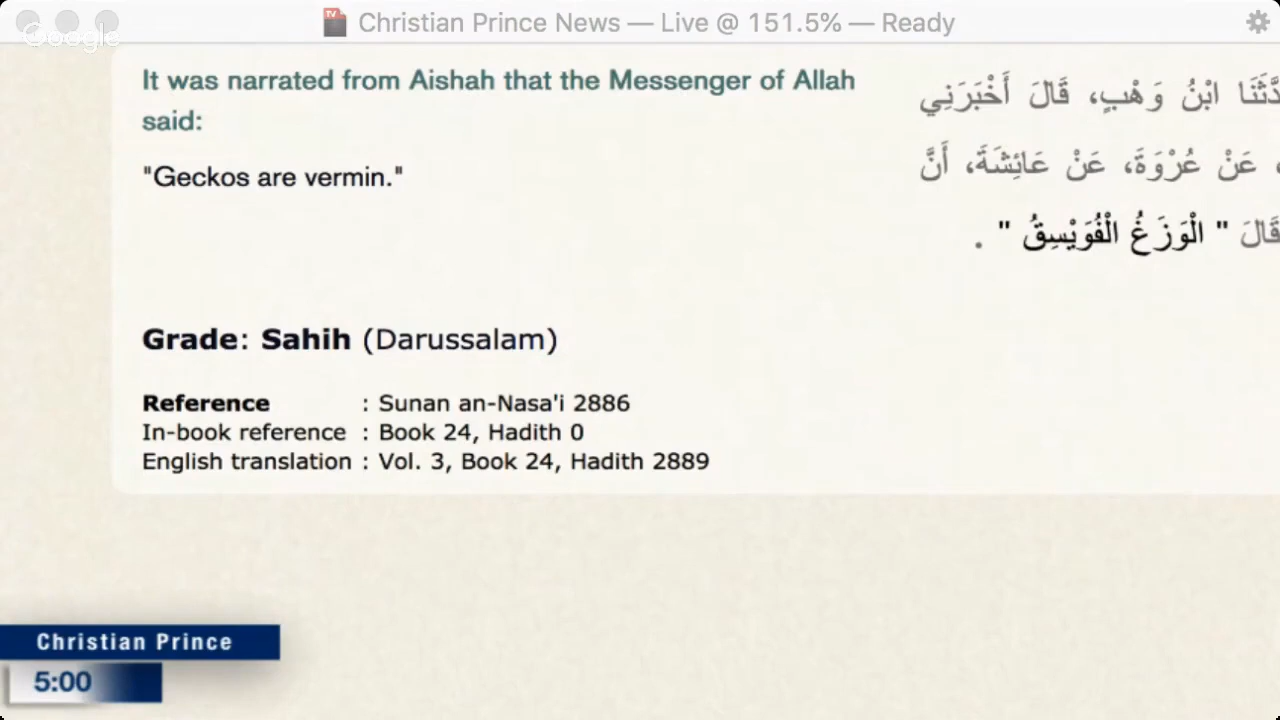 Christian Prince News — Live @ 151.5% — Ready
Google
It was narrated from Aishah that the Messenger of Allah
said:
"Geckos are vermin."
ابْنُ وَهْبٍ، قَالَ أَخْبَرَنِي
، عَنْ عُرْوَةَ، عَنْ عَائِشَةَ، أَنَّ
قَالَ " الْوَزَغُ الْفُوَيْسِقُ " .
Grade: Sahih (Darussalam)
Reference : Sunan an-Nasa'i 2886
In-book reference : Book 24, Hadith 0
English translation : Vol. 3, Book 24, Hadith 2889
Christian Prince
5:00